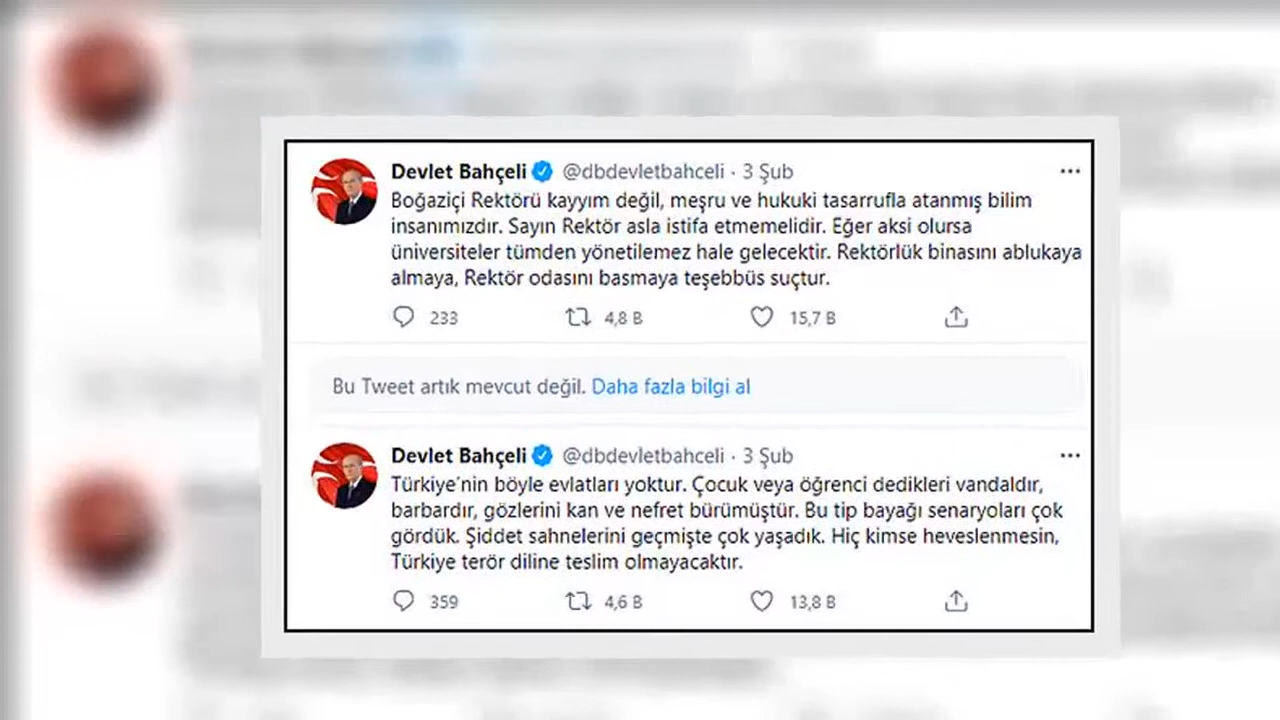 Devlet Bahçeli @dbdevletbahceli · 3 Şub
Boğaziçi Rektörü kayyım değil, meşru ve hukuki tasarrufla atanmış bilim
insanımızdır. Sayın Rektör asla istifa etmemelidir. Eğer aksi olursa
üniversiteler tümden yönetilemez hale gelecektir. Rektörlük binasını ablukaya
almaya, Rektör odasını basmaya teşebbüs suçtur.
233 4,8 B 15,7 B
Bu Tweet artık mevcut değil. Daha fazla bilgi al
Devlet Bahçeli @dbdevletbahceli · 3 Şub
Türkiye'nin böyle evlatları yoktur. Çocuk veya öğrenci dedikleri vandaldır,
barbardır, gözlerini kan ve nefret bürümüştür. Bu tip bayağı senaryoları çok
gördük. Şiddet sahnelerini geçmişte çok yaşadık. Hiç kimse heveslenmesin,
Türkiye terör diline teslim olmayacaktır.
359 4,6 B 13,8 B